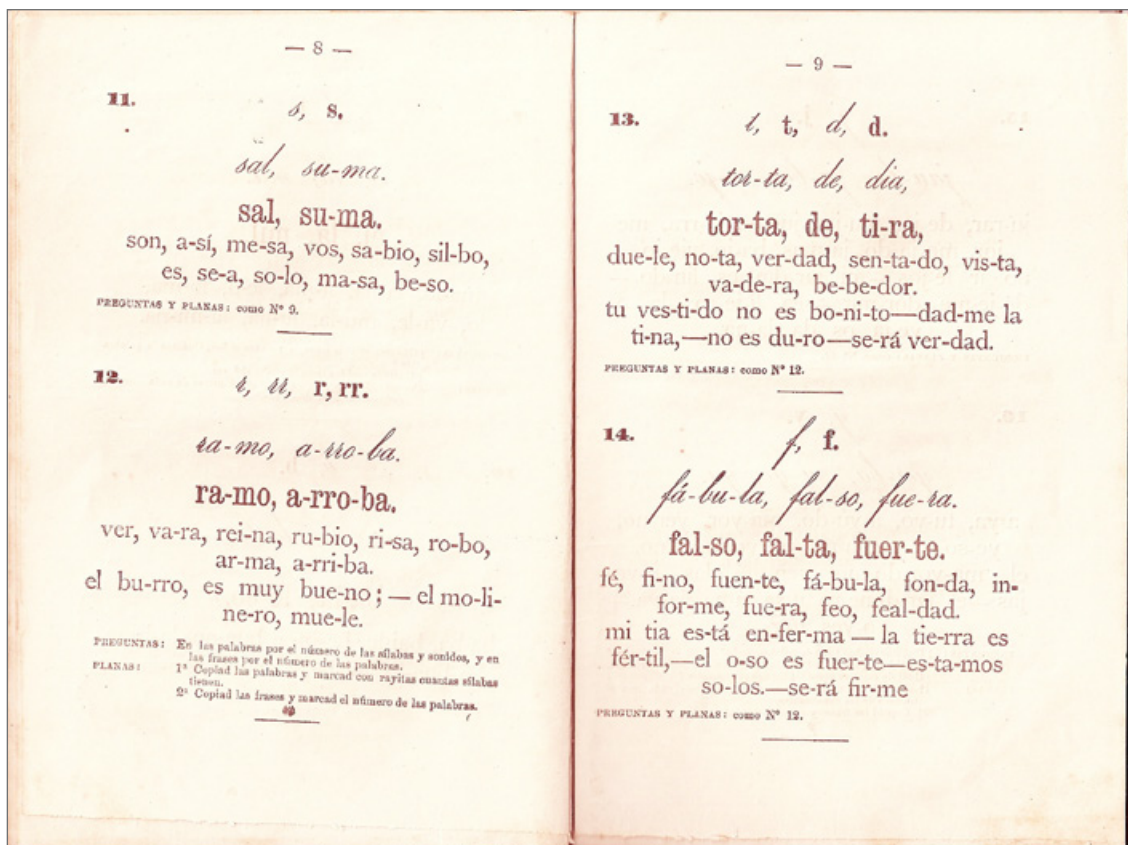 — 8 —
11.
s, s.
sal, su-ma.
sal, su-ma.
son, a-sí, me-sa, vos, sa-bio, sil-bo,
es, se-a, so-lo, ma-sa, be-so.
PREGUNTAS Y PLANAS: como Nº 9.
12.
r, rr, r, rr.
ra-mo, a-rro-ba.
ra-mo, a-rro-ba.
ver, va-ra, rei-na, ru-bio, ri-sa, ro-bo,
ar-ma, a-rri-ba.
el bu-rro, es muy bue-no; — el mo-li-
ne-ro, mue-le.
PREGUNTAS: En las palabras por el número de las sílabas y sonidos, y en
las frases por el número de las palabras.
PLANAS: 1ª Copiad las palabras y marcad con rayitas cuantas sílabas
tienen.
2ª Copiad las frases y marcad el número de las palabras.
— 9 —
13.
t, t, d, d.
tor-ta, de, dia,
tor-ta, de, ti-ra,
due-le, no-ta, ver-dad, sen-ta-do, vis-ta,
va-de-ra, be-be-dor.
tu ves-ti-do no es bo-ni-to—dad-me la
ti-na,—no es du-ro—se-rá ver-dad.
PREGUNTAS Y PLANAS: como Nº 12.
14.
f, f.
fá-bu-la, fal-so, fue-ra.
fal-so, fal-ta, fuer-te.
fé, fi-no, fuen-te, fá-bu-la, fon-da, in-
for-me, fue-ra, feo, feal-dad.
mi tia es-tá en-fer-ma — la tie-rra es
fér-til,—el o-so es fuer-te—es-ta-mos
so-los.—se-rá fir-me
PREGUNTAS Y PLANAS: como Nº 12.